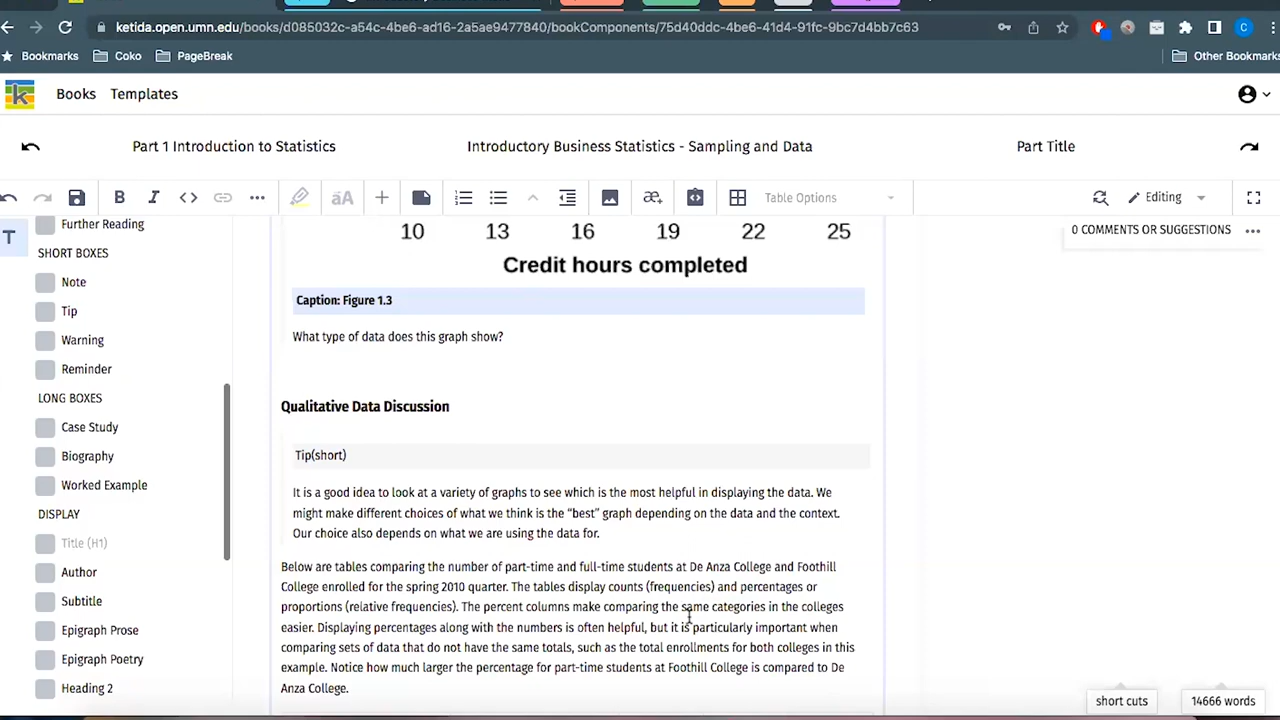 ketida.open.umn.edu/books/d085032c-a54c-4be6-ad16-2a5ae9477840/bookComponents/75d40ddc-4be6-41d4-91fc-9bc7d4bb7c63
Bookmarks Coko PageBreak Other Bookmarks
k Books Templates
Part 1 Introduction to Statistics Introductory Business Statistics - Sampling and Data Part Title
B I <> ... aA + æ Table Options Editing
T
Further Reading
SHORT BOXES
Note
Tip
Warning
Reminder
LONG BOXES
Case Study
Biography
Worked Example
DISPLAY
Title (H1)
Author
Subtitle
Epigraph Prose
Epigraph Poetry
Heading 2
10 13 16 19 22 25
Credit hours completed
Caption: Figure 1.3
What type of data does this graph show?
Qualitative Data Discussion
Tip(short)
It is a good idea to look at a variety of graphs to see which is the most helpful in displaying the data. We
might make different choices of what we think is the “best” graph depending on the data and the context.
Our choice also depends on what we are using the data for.
Below are tables comparing the number of part-time and full-time students at De Anza College and Foothill
College enrolled for the spring 2010 quarter. The tables display counts (frequencies) and percentages or
proportions (relative frequencies). The percent columns make comparing the same categories in the colleges
easier. Displaying percentages along with the numbers is often helpful, but it is particularly important when
comparing sets of data that do not have the same totals, such as the total enrollments for both colleges in this
example. Notice how much larger the percentage for part-time students at Foothill College is compared to De
Anza College.
0 COMMENTS OR SUGGESTIONS
short cuts 14666 words
C